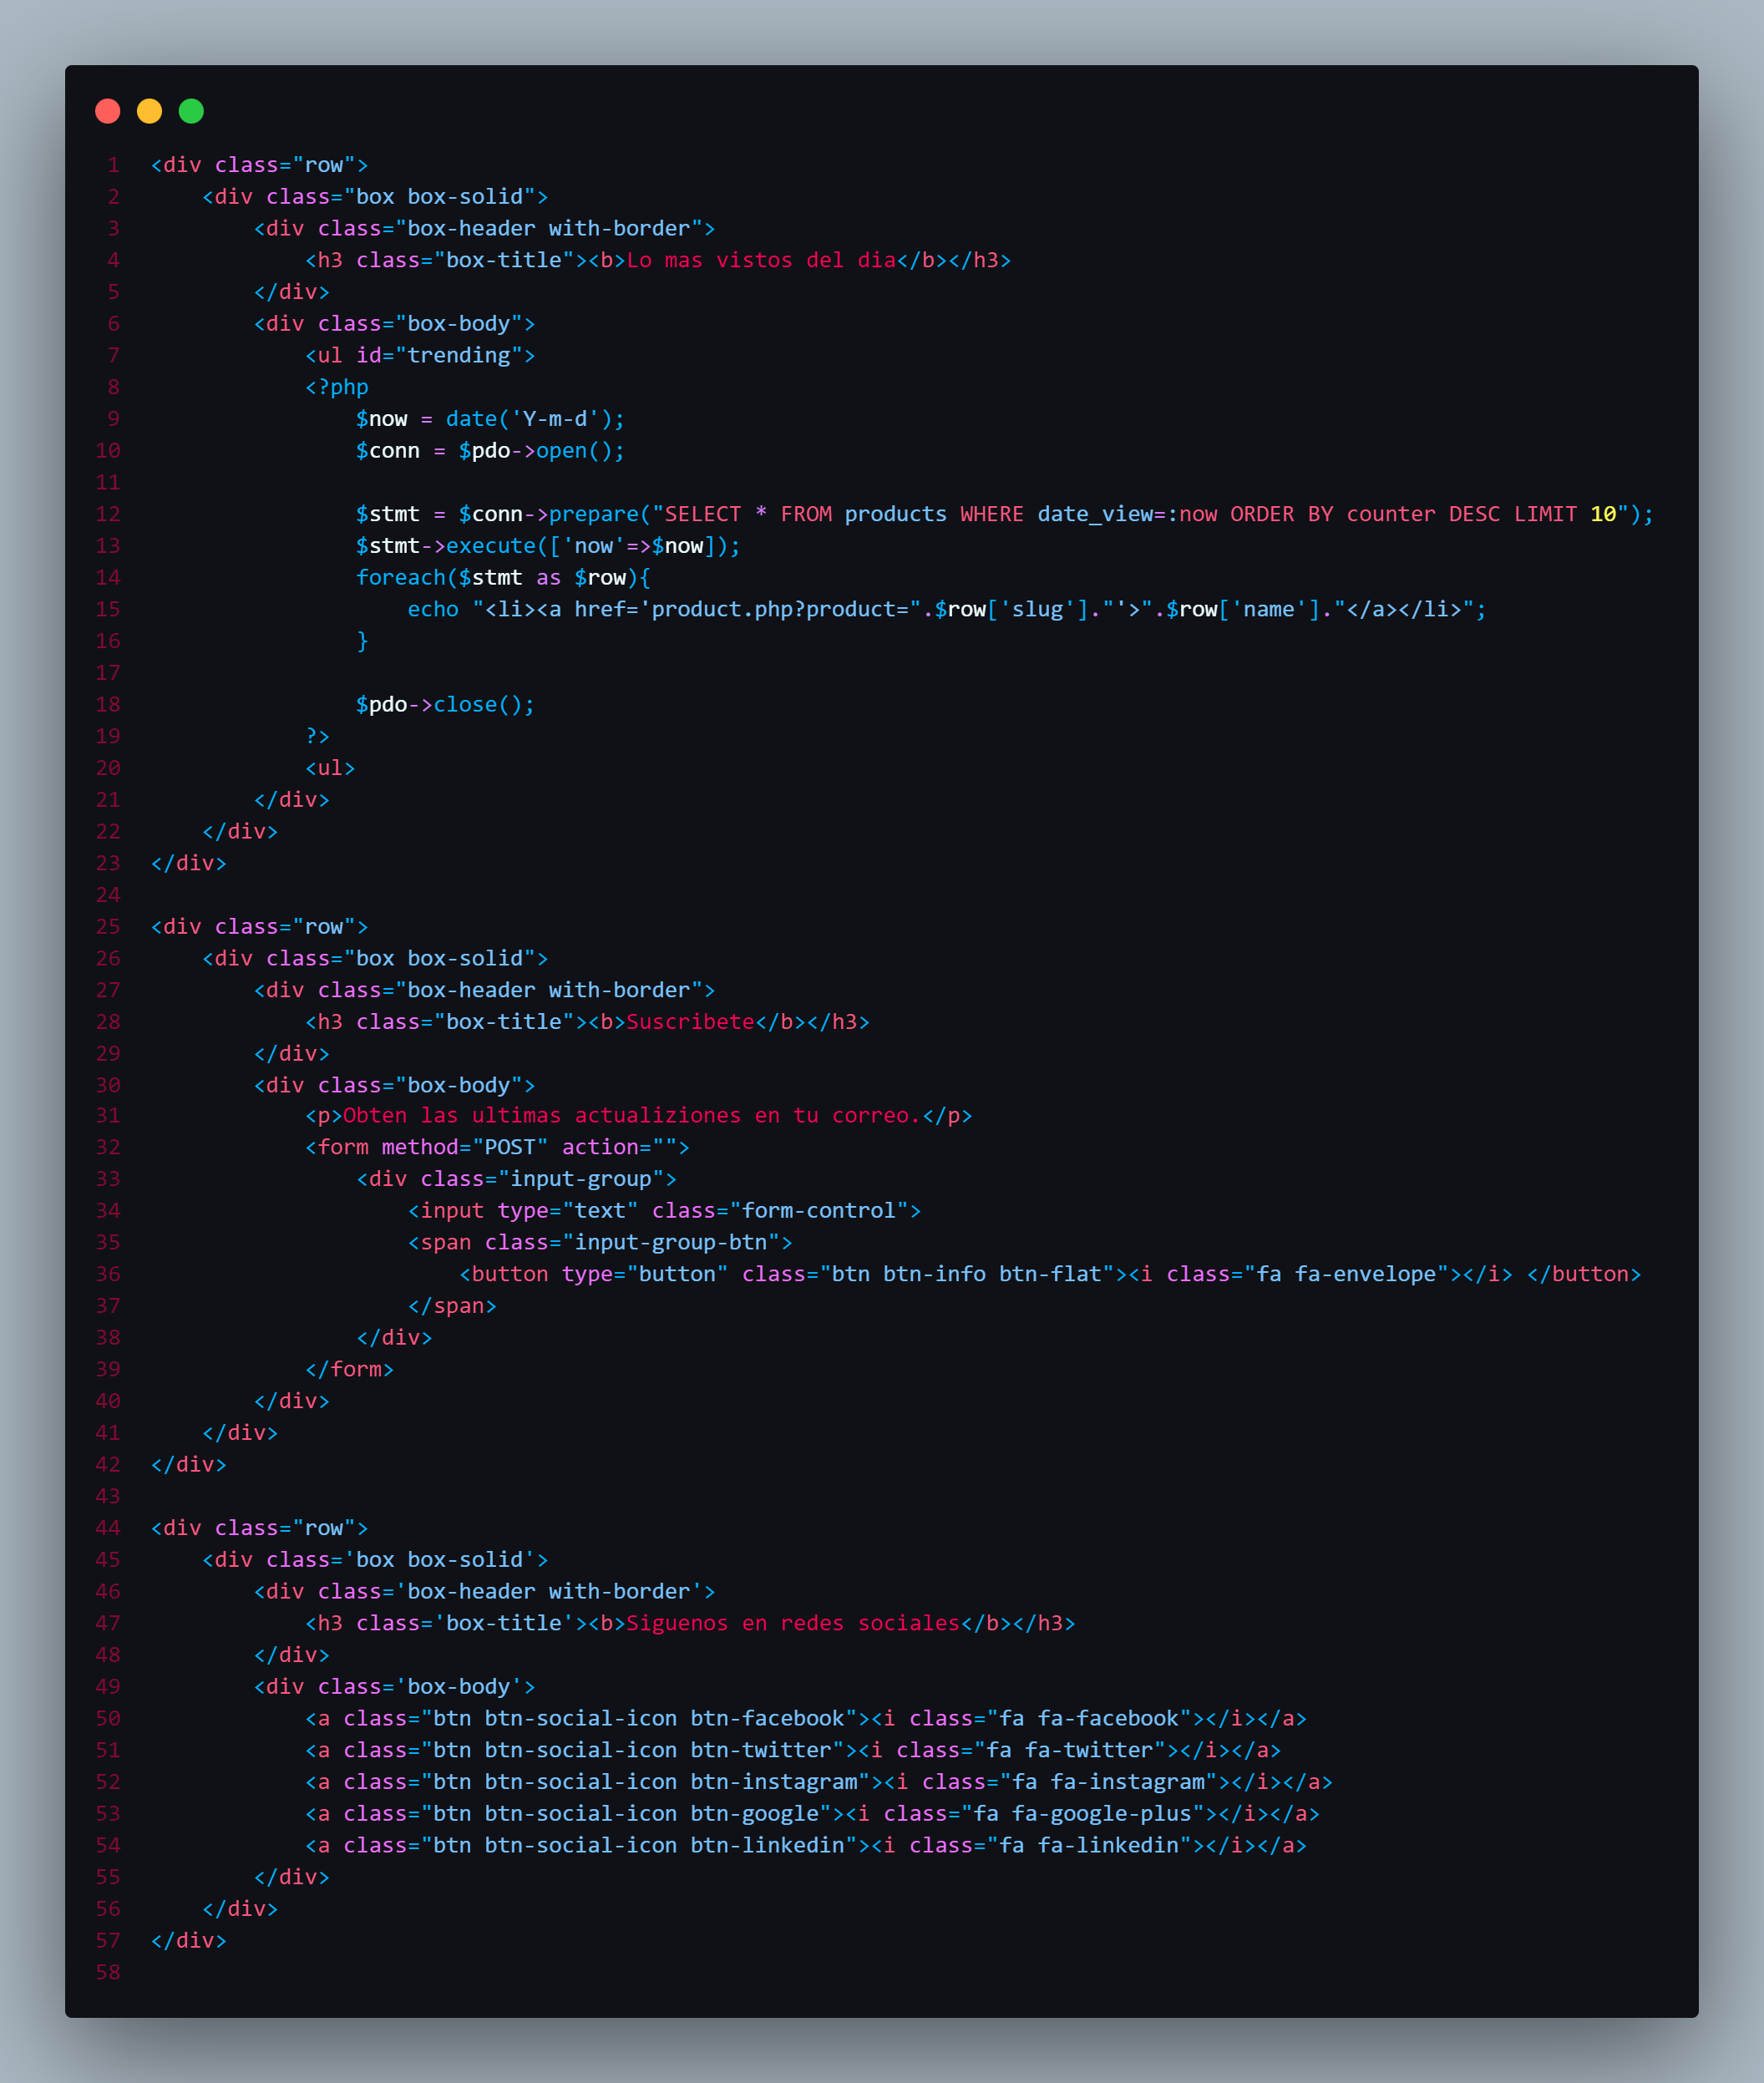 1 <div class="row">
2     <div class="box box-solid">
3         <div class="box-header with-border">
4             <h3 class="box-title"><b>Lo mas vistos del dia</b></h3>
5         </div>
6         <div class="box-body">
7             <ul id="trending">
8             <?php
9                 $now = date('Y-m-d');
10                 $conn = $pdo->open();
11
12                 $stmt = $conn->prepare("SELECT * FROM products WHERE date_view=:now ORDER BY counter DESC LIMIT 10");
13                 $stmt->execute(['now'=>$now]);
14                 foreach($stmt as $row){
15                     echo "<li><a href='product.php?product=".$row['slug']."'>".$row['name']."</a></li>";
16                 }
17
18                 $pdo->close();
19             ?>
20             <ul>
21         </div>
22     </div>
23 </div>
24
25 <div class="row">
26     <div class="box box-solid">
27         <div class="box-header with-border">
28             <h3 class="box-title"><b>Suscribete</b></h3>
29         </div>
30         <div class="box-body">
31             <p>Obten las ultimas actualiziones en tu correo.</p>
32             <form method="POST" action="">
33                 <div class="input-group">
34                     <input type="text" class="form-control">
35                     <span class="input-group-btn">
36                         <button type="button" class="btn btn-info btn-flat"><i class="fa fa-envelope"></i> </button>
37                     </span>
38                 </div>
39             </form>
40         </div>
41     </div>
42 </div>
43
44 <div class="row">
45     <div class='box box-solid'>
46         <div class='box-header with-border'>
47             <h3 class='box-title'><b>Siguenos en redes sociales</b></h3>
48         </div>
49         <div class='box-body'>
50             <a class="btn btn-social-icon btn-facebook"><i class="fa fa-facebook"></i></a>
51             <a class="btn btn-social-icon btn-twitter"><i class="fa fa-twitter"></i></a>
52             <a class="btn btn-social-icon btn-instagram"><i class="fa fa-instagram"></i></a>
53             <a class="btn btn-social-icon btn-google"><i class="fa fa-google-plus"></i></a>
54             <a class="btn btn-social-icon btn-linkedin"><i class="fa fa-linkedin"></i></a>
55         </div>
56     </div>
57 </div>
58